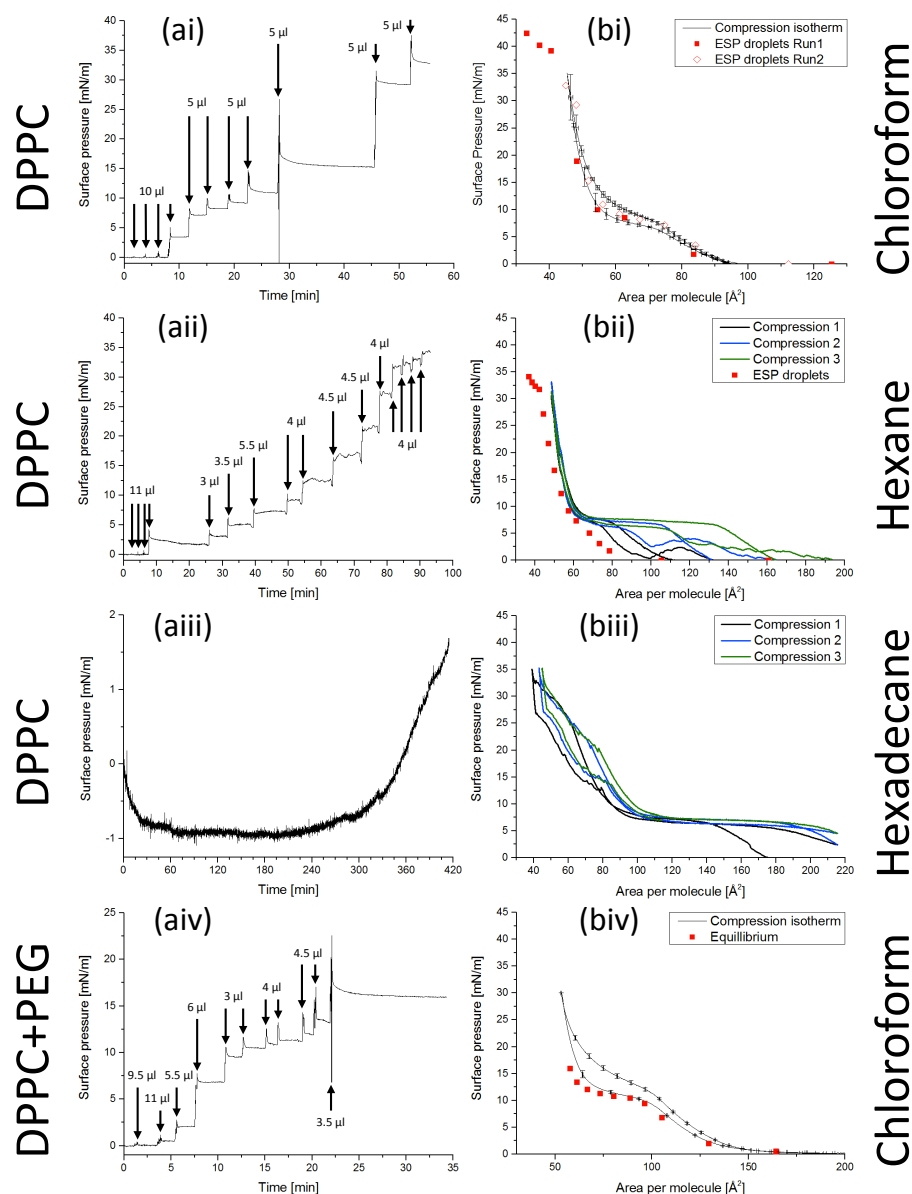 (ai)
DPPC
Surface pressure [mN/m]
45
40
35
30
25
20
15
10
5
0
10 µl
5 µl
5 µl
5 µl
5 µl
5 µl
0 10 20 30 40 50 60
Time [min]
(bi)
Chloroform
Surface Pressure [mN/m]
45
40
35
30
25
20
15
10
5
0
Compression isotherm
ESP droplets Run1
ESP droplets Run2
40 60 80 100 120
Area per molecule [Å²]
(aii)
DPPC
Surface pressure [mN/m]
40
35
30
25
20
15
10
5
0
11 µl
3 µl
3.5 µl
5.5 µl
4 µl
4.5 µl
4.5 µl
4 µl
4 µl
0 10 20 30 40 50 60 70 80 90 100
Time [min]
(bii)
Hexane
Surface pressure [mN/m]
45
40
35
30
25
20
15
10
5
0
Compression 1
Compression 2
Compression 3
ESP droplets
40 60 80 100 120 140 160 180 200
Area per molecule [Å²]
(aiii)
DPPC
Surface pressure [mN/m]
2
1
0
-1
0 60 120 180 240 300 360 420
Time [min]
(biii)
Hexadecane
Surface pressure [mN/m]
45
40
35
30
25
20
15
10
5
0
Compression 1
Compression 2
Compression 3
40 60 80 100 120 140 160 180 200 220
Area per molecule [Å²]
(aiv)
DPPC+PEG
Surface pressure [mN/m]
25
20
15
10
5
0
9.5 µl
11 µl
5.5 µl
6 µl
3 µl
4 µl
4.5 µl
3.5 µl
0 5 10 15 20 25 30 35
Time [min]
(biv)
Chloroform
Surface pressure [mN/m]
45
40
35
30
25
20
15
10
5
0
Compression isotherm
Equillibrium
50 100 150 200
Area per molecule [Å²]